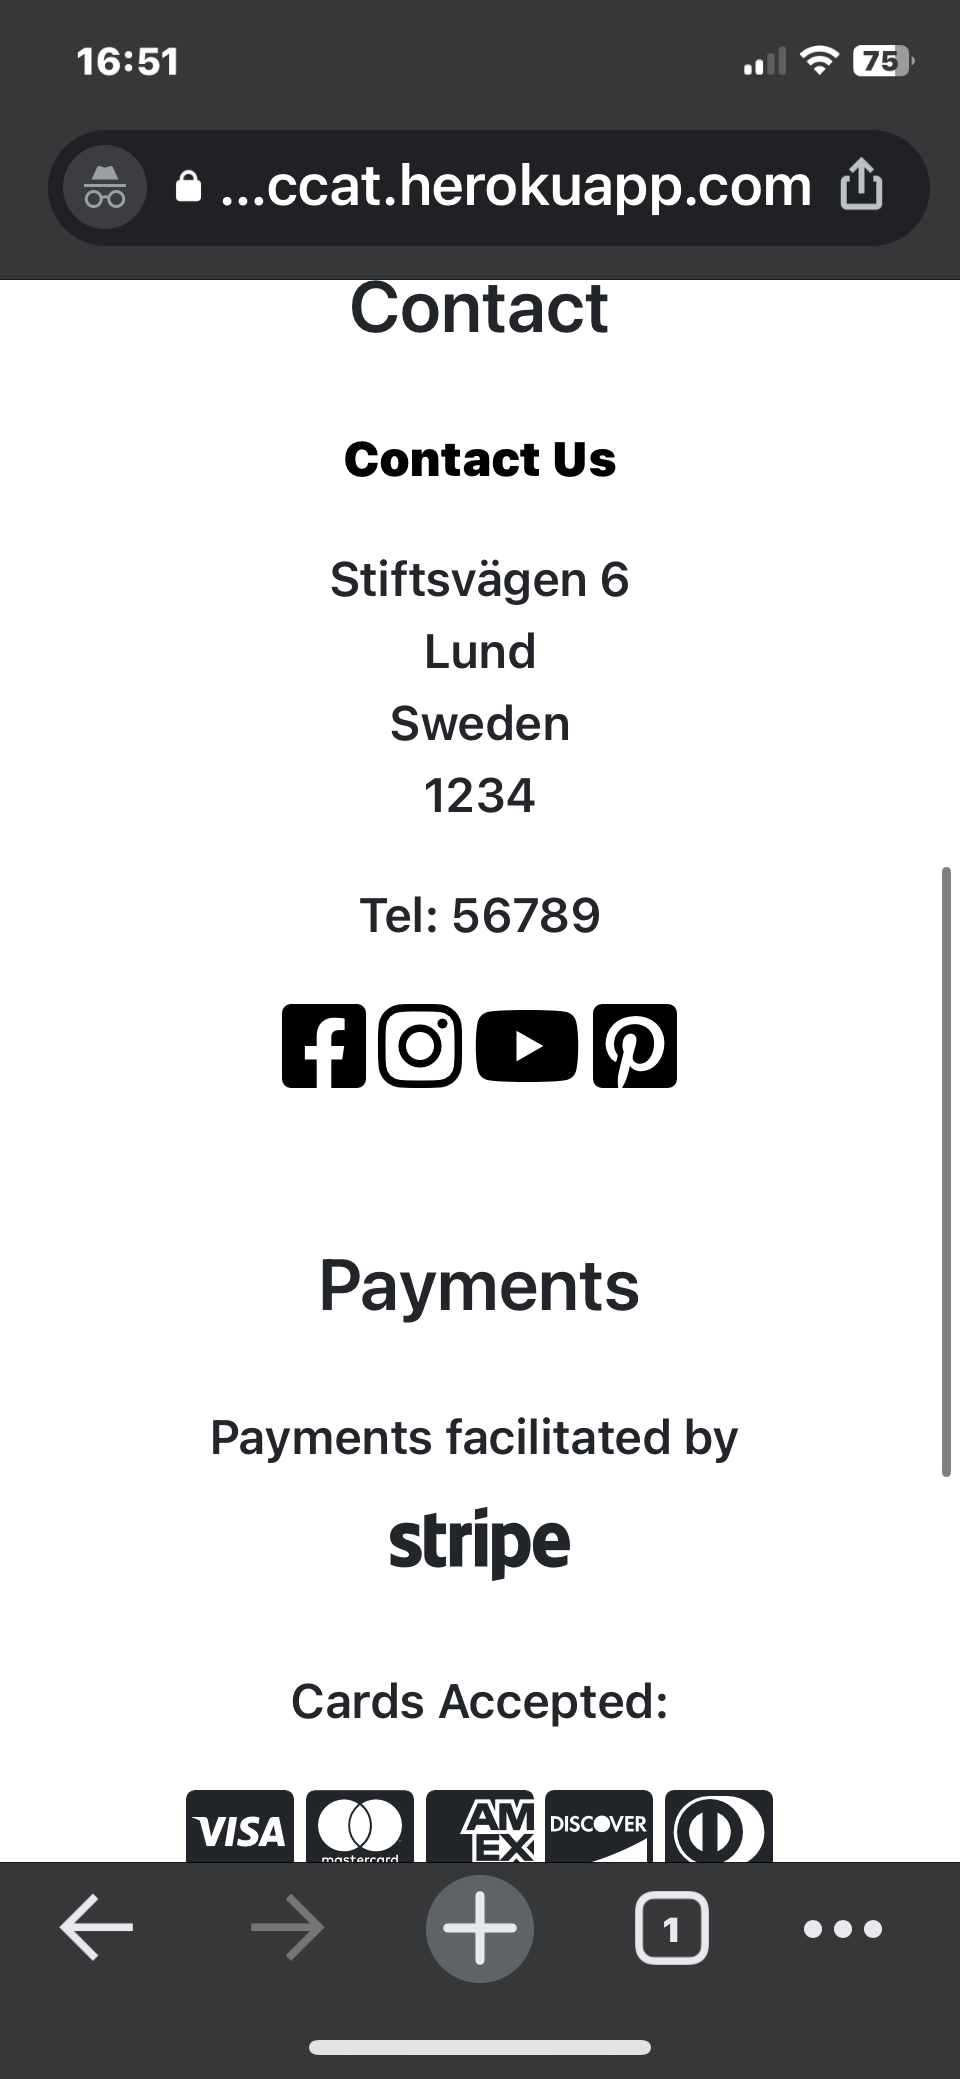 16:51
75
...ccat.herokuapp.com
Contact
Contact Us
Stiftsvägen 6
Lund
Sweden
1234
Tel: 56789
Payments
Payments facilitated by
stripe
Cards Accepted:
VISA mastercard AM EX DISCOVER
1